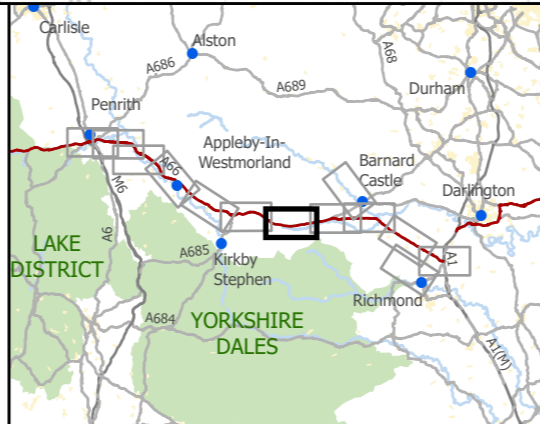 Carlisle
Alston
A68
A686
A689
Durham
Penrith
Appleby-In-
Westmorland
A66
Barnard
Castle
Darlington
M6
A6
LAKE
DISTRICT
A685
Kirkby
Stephen
A1
Richmond
A684
YORKSHIRE
DALES
A1(M)